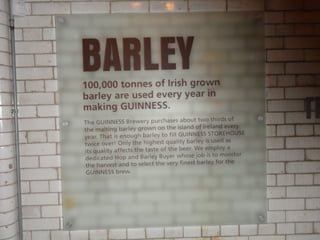 BARLEY
100,000 tonnes of Irish grown
barley are used every year in
making GUINNESS.
The GUINNESS Brewery purchases about two thirds of
the malting barley grown on the island of Ireland every
year. That is enough barley to fill GUINNESS STOREHOUSE
twice over! Only the highest quality barley is used as
its quality affects the taste of the beer. We employ a
dedicated Hop and Barley Buyer whose job is to monitor
the harvest and to select the very finest barley for the
GUINNESS brew.